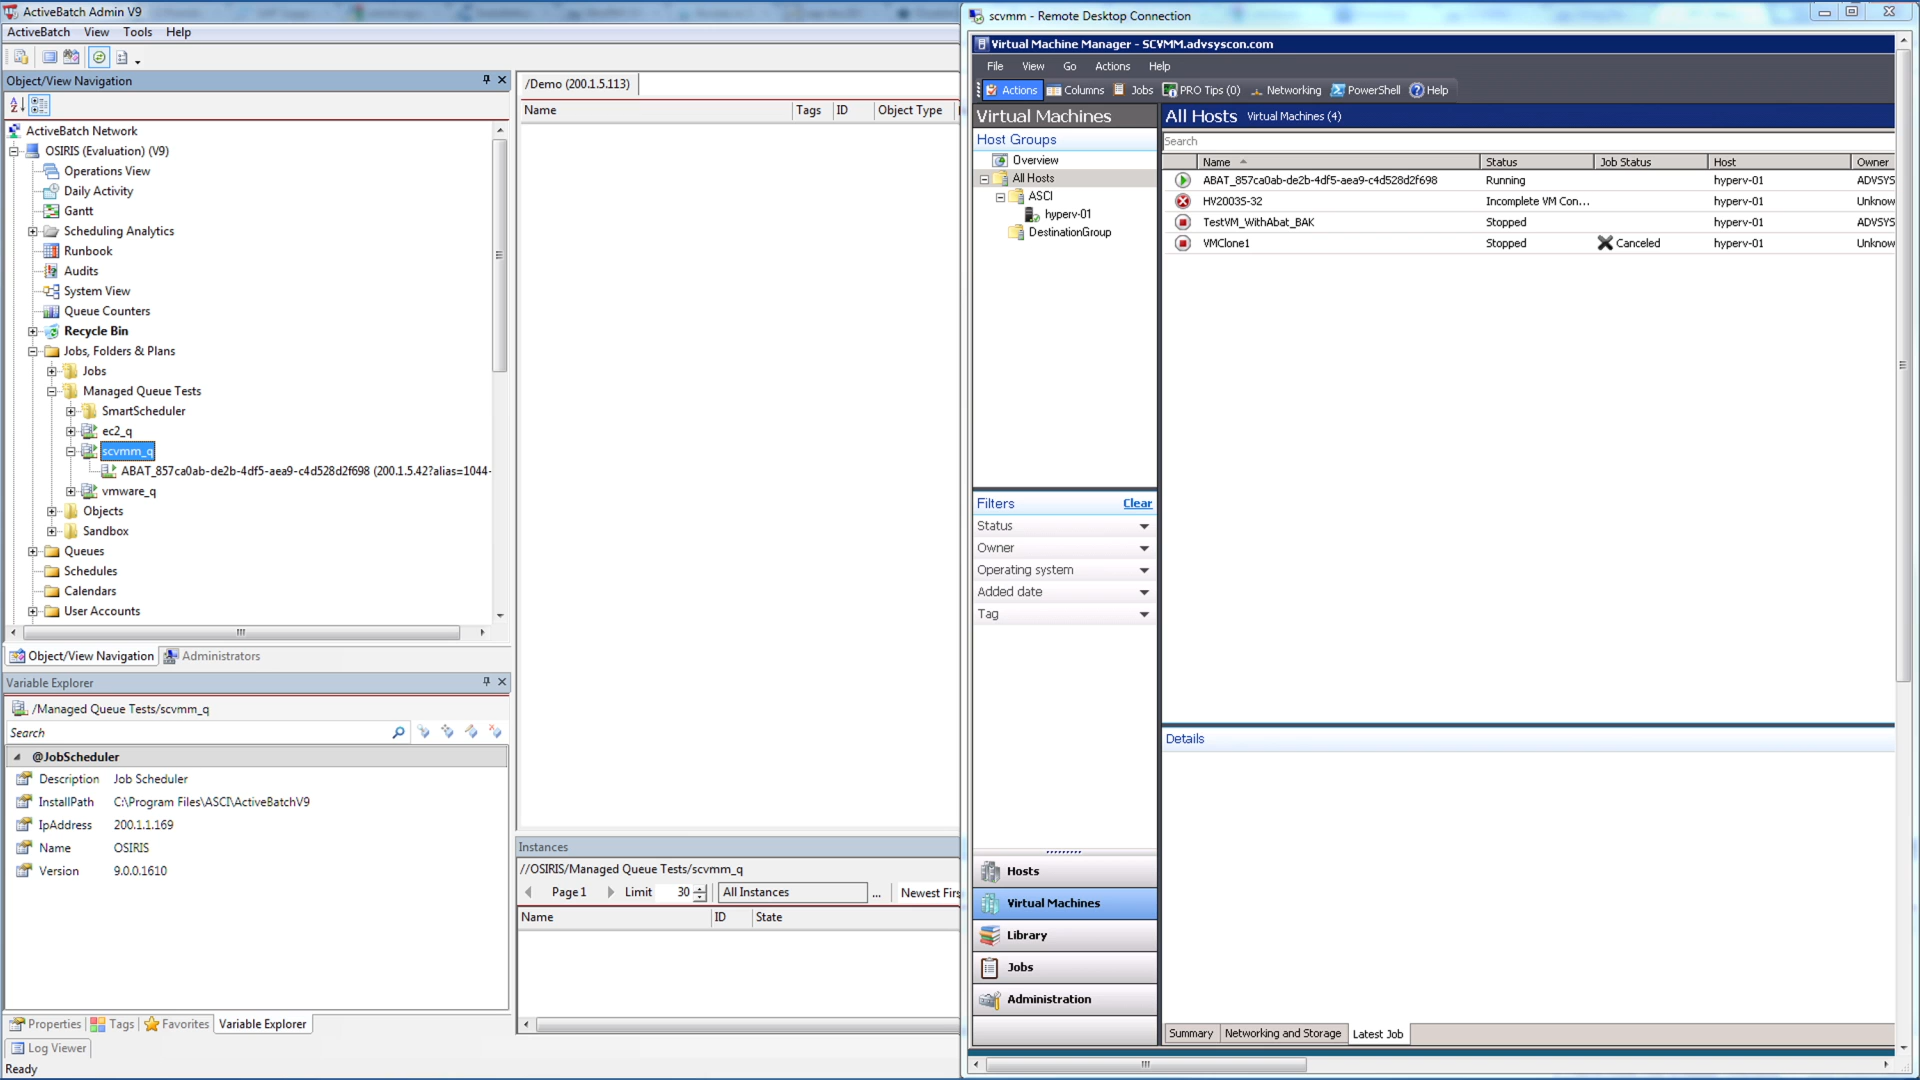 ActiveBatch Admin V9
ActiveBatch View Tools Help
Object/View Navigation
ActiveBatch Network
OSIRIS (Evaluation) (V9)
Operations View
Daily Activity
Gantt
Scheduling Analytics
Runbook
Audits
System View
Queue Counters
Recycle Bin
Jobs, Folders & Plans
Jobs
Managed Queue Tests
SmartScheduler
ec2_q
scvmm_q
ABAT_857ca0ab-de2b-4df5-aea9-c4d528d2f698 (200.1.5.42?alias=1044-
vmware_q
Objects
Sandbox
Queues
Schedules
Calendars
User Accounts
Object/View Navigation Administrators
Variable Explorer
/Managed Queue Tests/scvmm_q
Search
@JobScheduler
Description Job Scheduler
InstallPath C:\Program Files\ASCI\ActiveBatchV9
IpAddress 200.1.1.169
Name OSIRIS
Version 9.0.0.1610
Properties Tags Favorites Variable Explorer
Log Viewer
Ready
/Demo (200.1.5.113)
Name Tags ID Object Type
Instances
//OSIRIS/Managed Queue Tests/scvmm_q
Page 1 Limit 30 All Instances ... Newest Firs
Name ID State
scvmm - Remote Desktop Connection
Virtual Machine Manager - SCVMM.advsyscon.com
File View Go Actions Help
Actions Columns Jobs PRO Tips (0) Networking PowerShell Help
Virtual Machines
Host Groups
Overview
All Hosts
ASCI
hyperv-01
DestinationGroup
Filters Clear
Status
Owner
Operating system
Added date
Tag
Hosts
Virtual Machines
Library
Jobs
Administration
All Hosts Virtual Machines (4)
Search
Name Status Job Status Host Owner
ABAT_857ca0ab-de2b-4df5-aea9-c4d528d2f698 Running hyperv-01 ADVSYS
HV2003S-32 Incomplete VM Con... hyperv-01 Unknow
TestVM_WithAbat_BAK Stopped hyperv-01 ADVSYS
VMClone1 Stopped Canceled hyperv-01 Unknow
Details
Summary Networking and Storage Latest Job